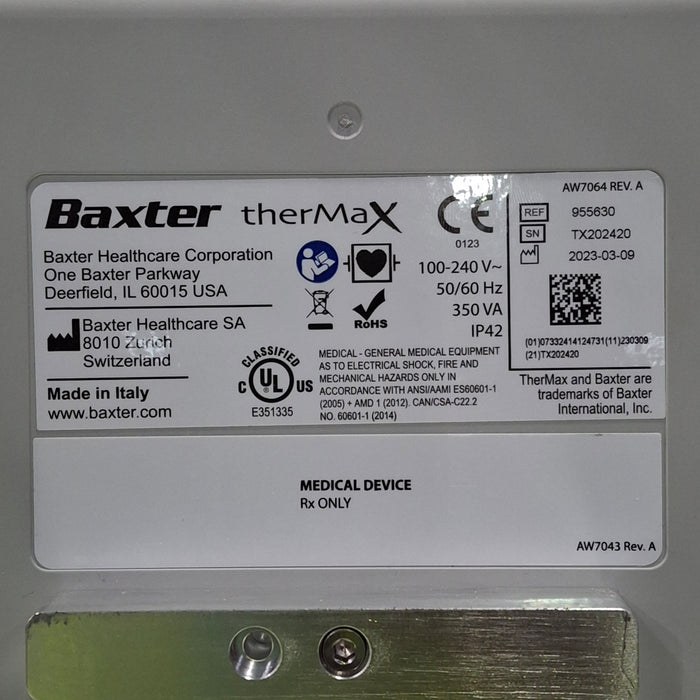 AW7064 REV. A
Baxter therMaX
CE
0123
Baxter Healthcare Corporation
One Baxter Parkway
Deerfield, IL 60015 USA
Baxter Healthcare SA
8010 Zurich
Switzerland
Made in Italy
www.baxter.com
RoHS
100-240 V~
50/60 Hz
350 VA
IP42
CLASSIFIED
C UL US
E351335
MEDICAL - GENERAL MEDICAL EQUIPMENT
AS TO ELECTRICAL SHOCK, FIRE AND
MECHANICAL HAZARDS ONLY IN
ACCORDANCE WITH ANSI/AAMI ES60601-1
(2005) + AMD 1 (2012). CAN/CSA-C22.2
NO. 60601-1 (2014)
REF 955630
SN TX202420
2023-03-09
(01)07332414124731(11)230309
(21)TX202420
TherMax and Baxter are
trademarks of Baxter
International, Inc.
MEDICAL DEVICE
Rx ONLY
AW7043 Rev. A